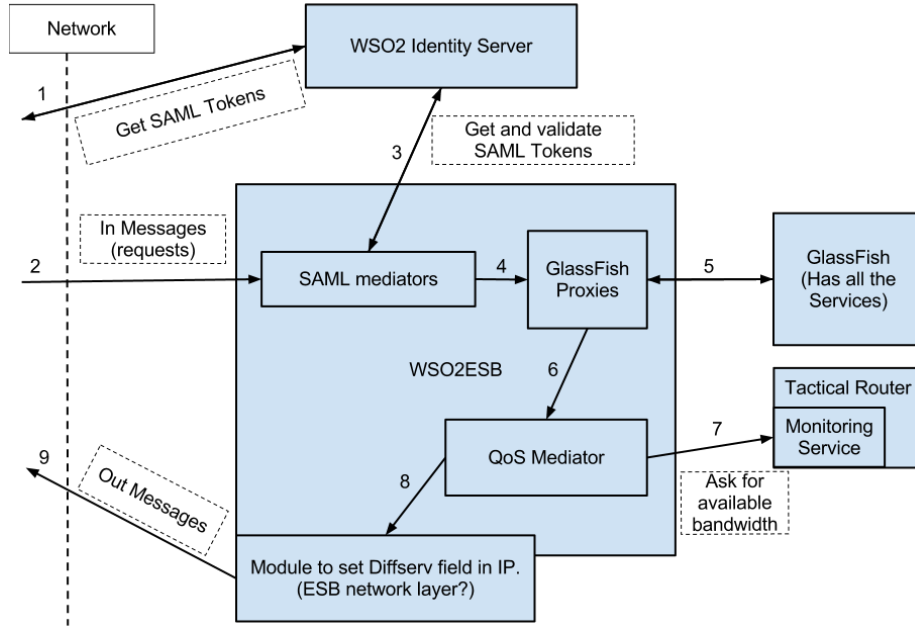 Network
WSO2 Identity Server
1
Get SAML Tokens
3
Get and validate
SAML Tokens
In Messages
(requests)
2
SAML mediators
4
GlassFish
Proxies
5
GlassFish
(Has all the
Services)
WSO2ESB
6
Tactical Router
Monitoring
Service
QoS Mediator
7
Ask for
available
bandwidth
8
9
Out Messages
Module to set Diffserv field in IP.
(ESB network layer?)